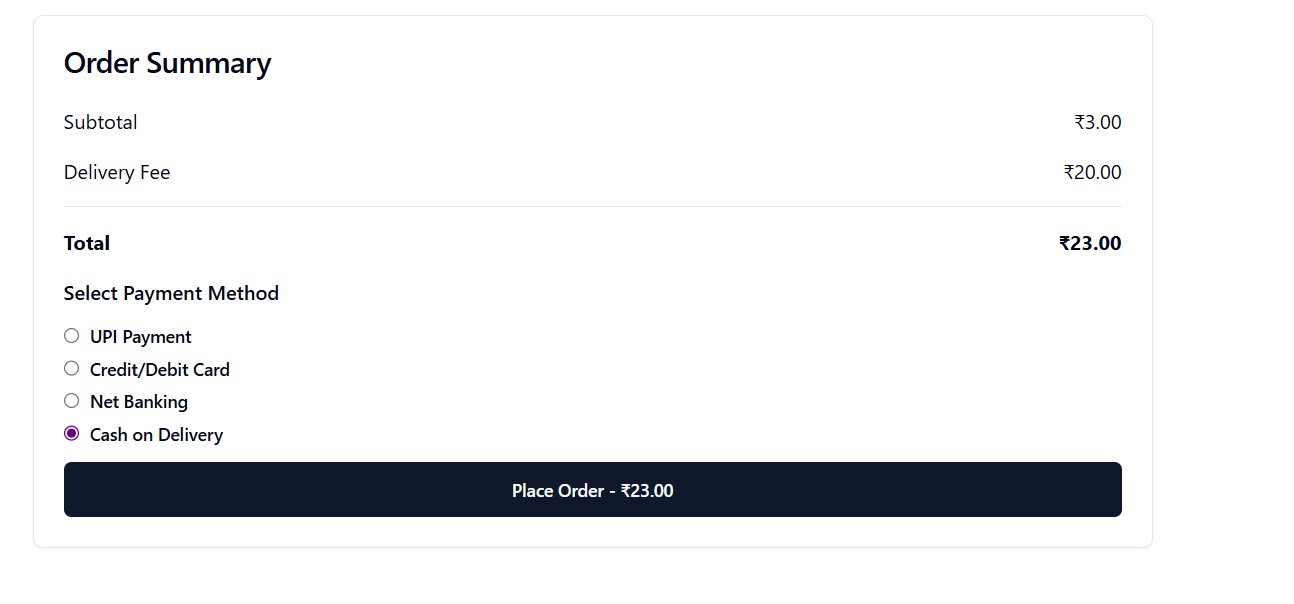 Order Summary
Subtotal ₹3.00
Delivery Fee ₹20.00
Total ₹23.00
Select Payment Method
UPI Payment
Credit/Debit Card
Net Banking
Cash on Delivery
Place Order - ₹23.00